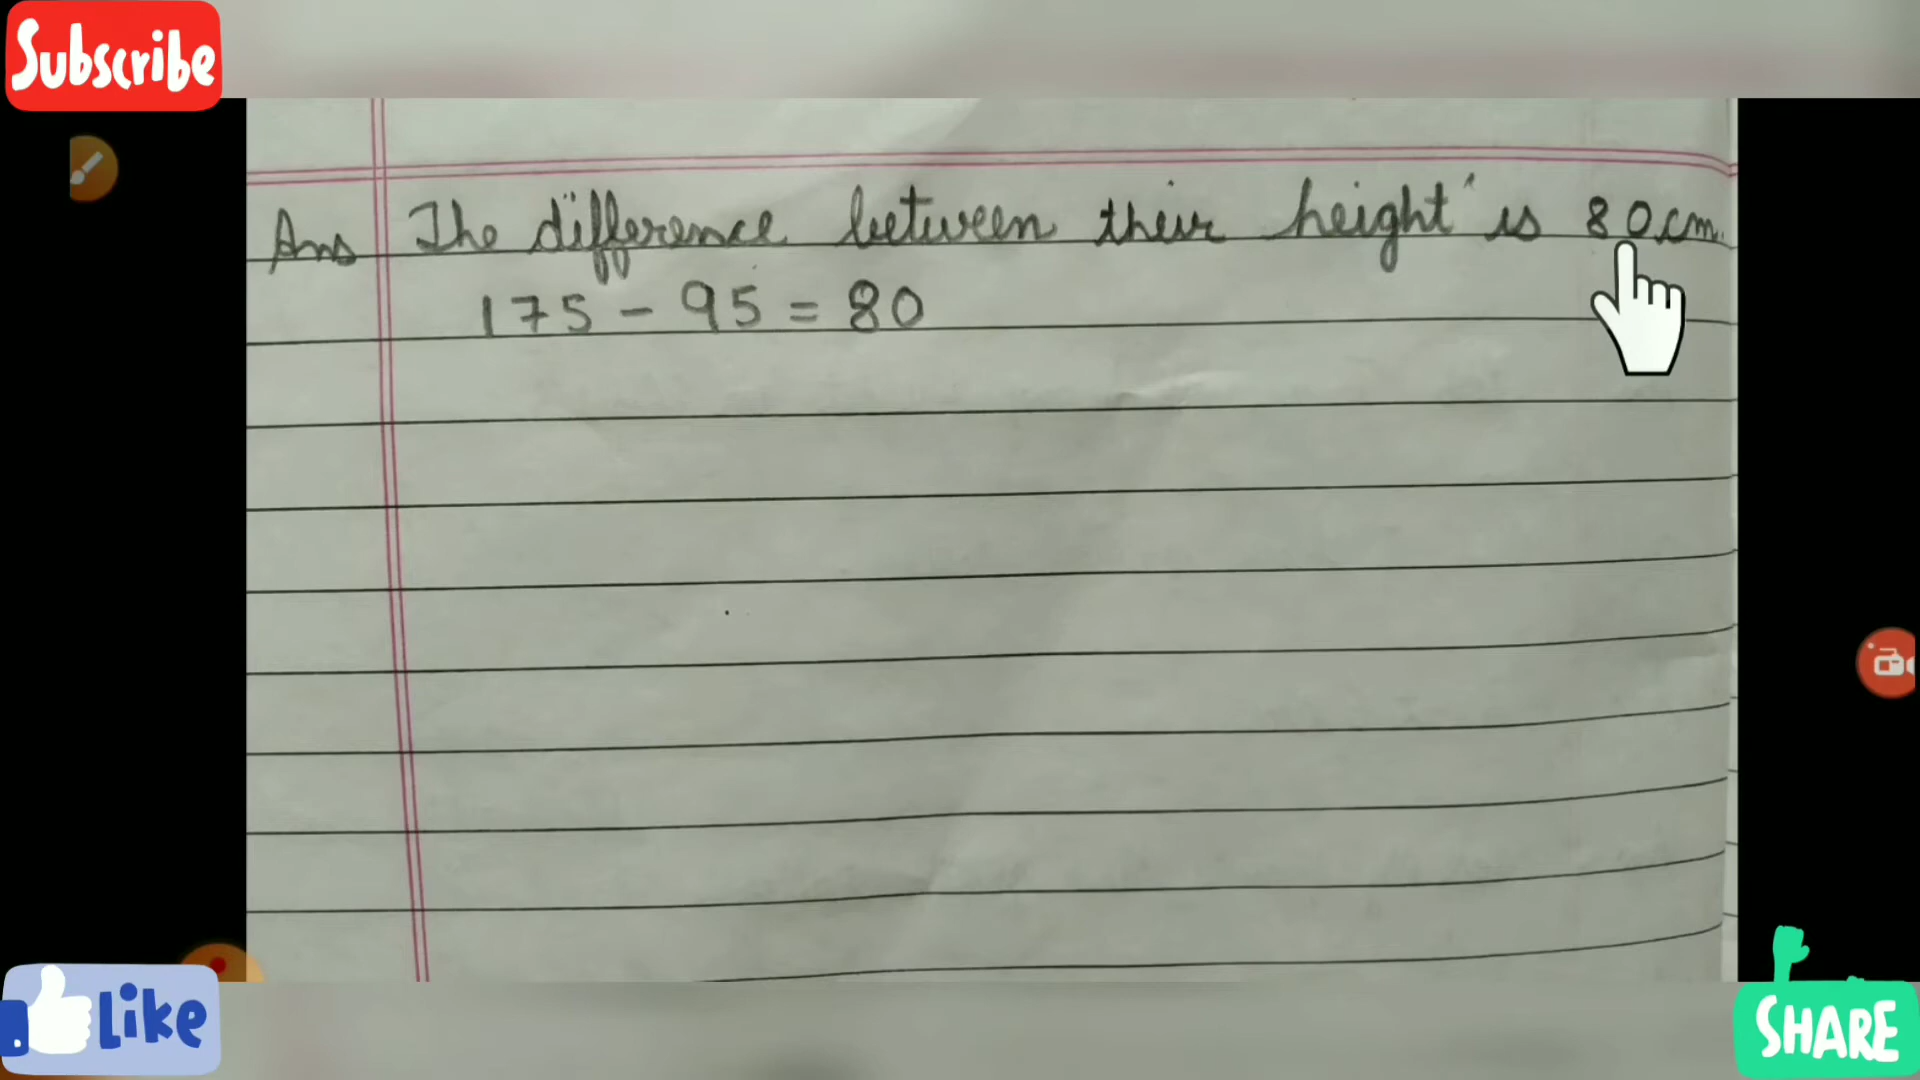 Subscribe
Ans The difference between their height is 80cm.
175 - 95 = 80
Like
SHARE